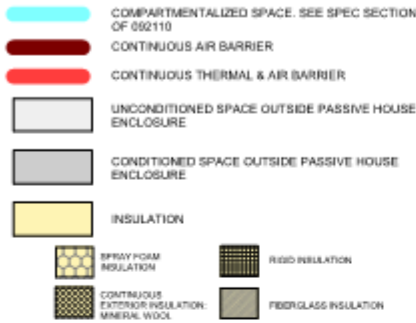 COMPARTMENTALIZED SPACE. SEE SPEC SECTION
OF 092110
CONTINUOUS AIR BARRIER
CONTINUOUS THERMAL & AIR BARRIER
UNCONDITIONED SPACE OUTSIDE PASSIVE HOUSE
ENCLOSURE
CONDITIONED SPACE OUTSIDE PASSIVE HOUSE
ENCLOSURE
INSULATION
SPRAY FOAM
INSULATION
RIGID INSULATION
CONTINUOUS
EXTERIOR INSULATION:
MINERAL WOOL
FIBERGLASS INSULATION